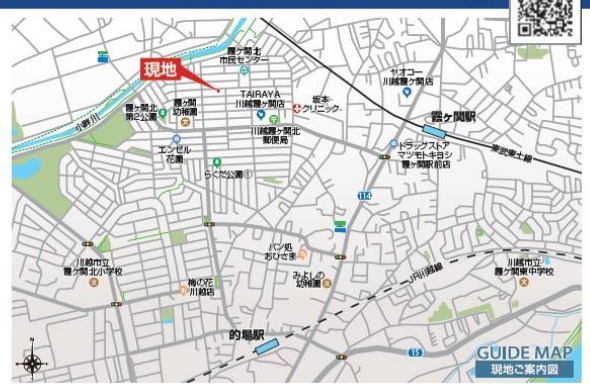 霞ヶ関北
市民センター
現地
TAIRAYA
川越霞ヶ関店
坂本
クリニック
ヤオコー
川越霞ヶ関店
霞ヶ関駅
小畔川
霞ヶ関北
第2公園
霞ヶ関
幼稚園
川越霞ヶ関北
郵便局
エンゼル
花園
らくだ公園
ドラッグストア
マツモトキヨシ
霞ヶ関駅前店
東武東上線
114
パン処
おひさま
川越市立
霞ヶ関北小学校
みよしの
幼稚園
JR川越線
川越市立
霞ヶ関東中学校
梅の花
川越店
的場駅
15
N
GUIDE MAP
現地ご案内図